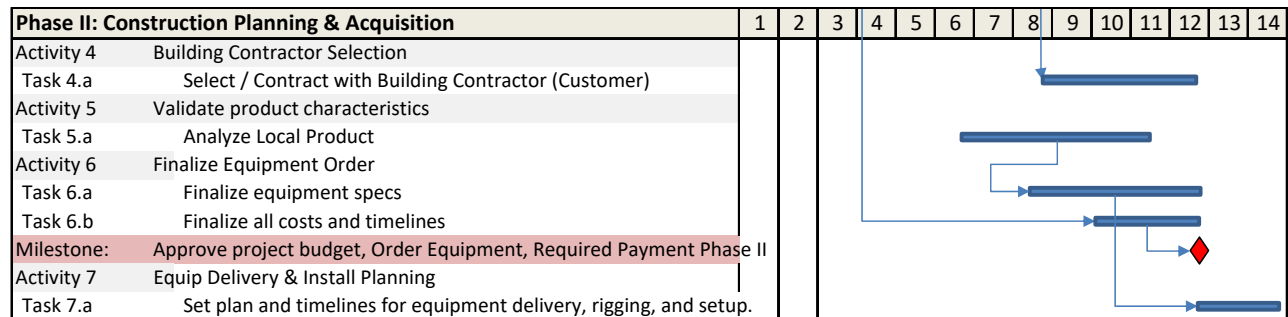 Phase II: Construction Planning & Acquisition 1 2 3 4 5 6 7 8 9 10 11 12 13 14
Activity 4 Building Contractor Selection
Task 4.a Select / Contract with Building Contractor (Customer)
Activity 5 Validate product characteristics
Task 5.a Analyze Local Product
Activity 6 Finalize Equipment Order
Task 6.a Finalize equipment specs
Task 6.b Finalize all costs and timelines
Milestone: Approve project budget, Order Equipment, Required Payment Phase II
Activity 7 Equip Delivery & Install Planning
Task 7.a Set plan and timelines for equipment delivery, rigging, and setup.